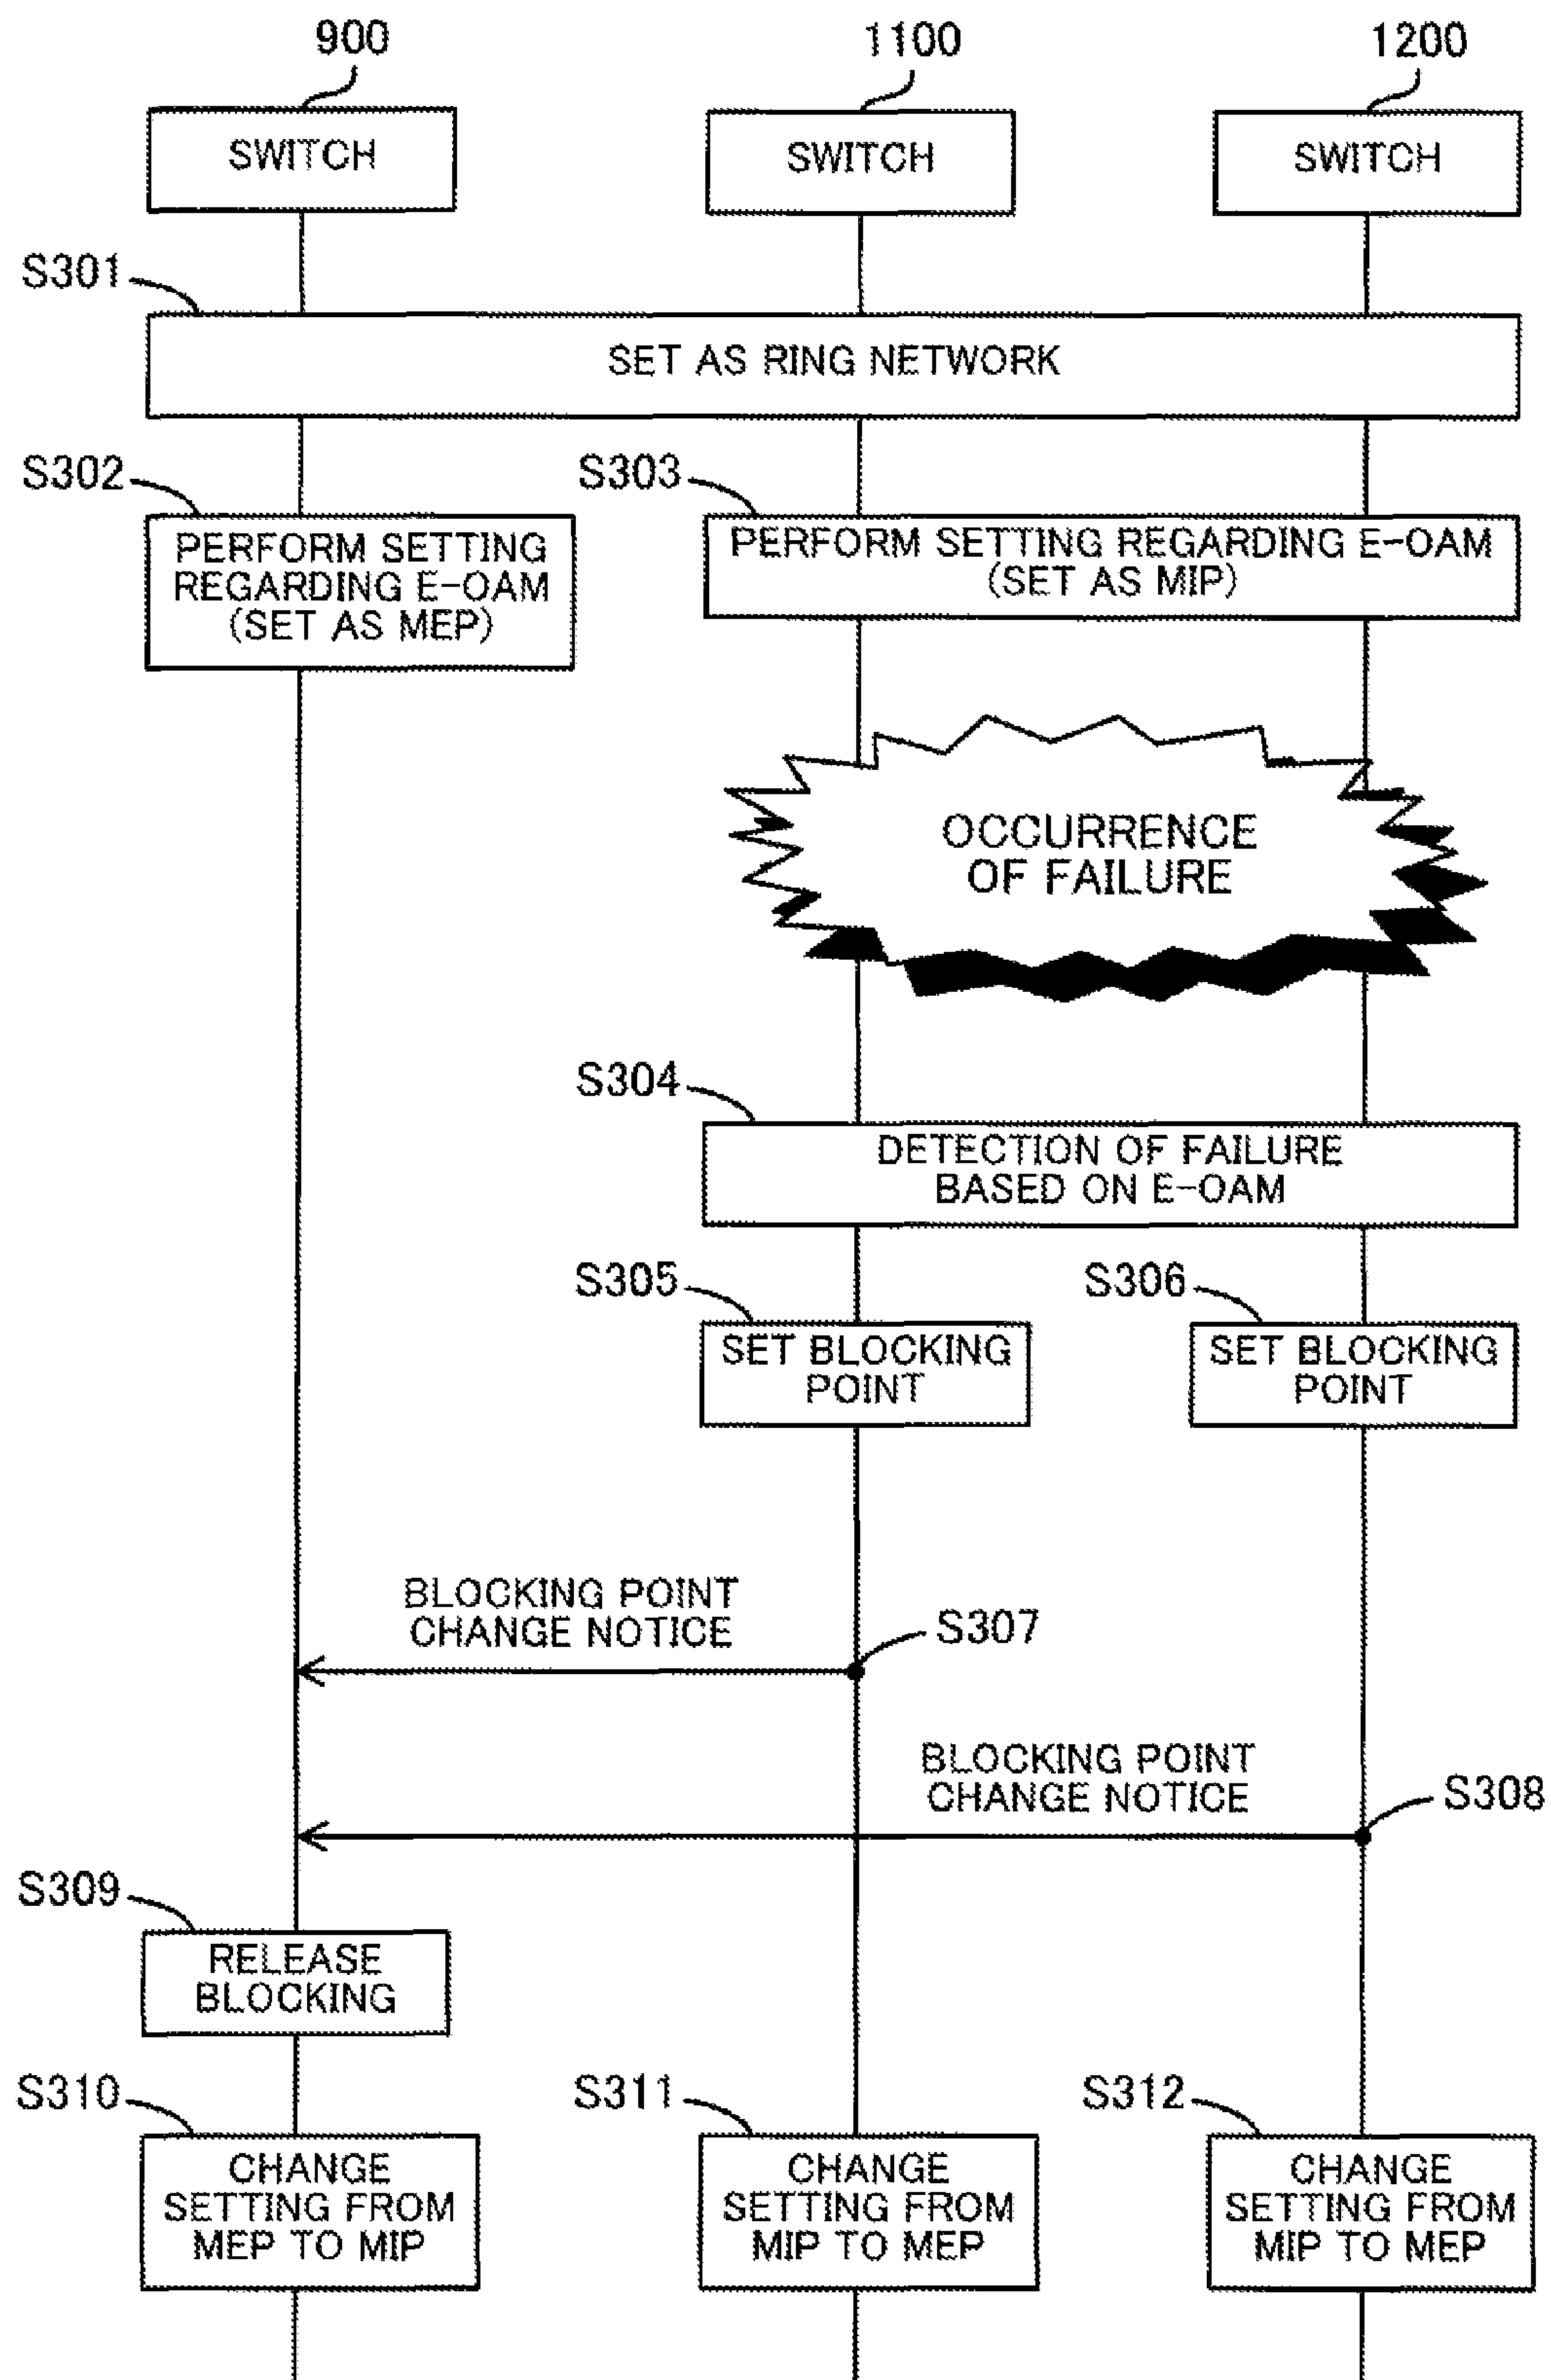 900
1100
1200
SWITCH
SWITCH
SWITCH
S301
SET AS RING NETWORK
S302
PERFORM SETTING
REGARDING E-OAM
(SET AS MEP)
S303
PERFORM SETTING REGARDING E-OAM
(SET AS MIP)
OCCURRENCE
OF FAILURE
S304
DETECTION OF FAILURE
BASED ON E-OAM
S305
SET BLOCKING
POINT
S306
SET BLOCKING
POINT
BLOCKING POINT
CHANGE NOTICE
S307
BLOCKING POINT
CHANGE NOTICE
S308
S309
RELEASE
BLOCKING
S310
CHANGE
SETTING FROM
MEP TO MIP
S311
CHANGE
SETTING FROM
MIP TO MEP
S312
CHANGE
SETTING FROM
MIP TO MEP